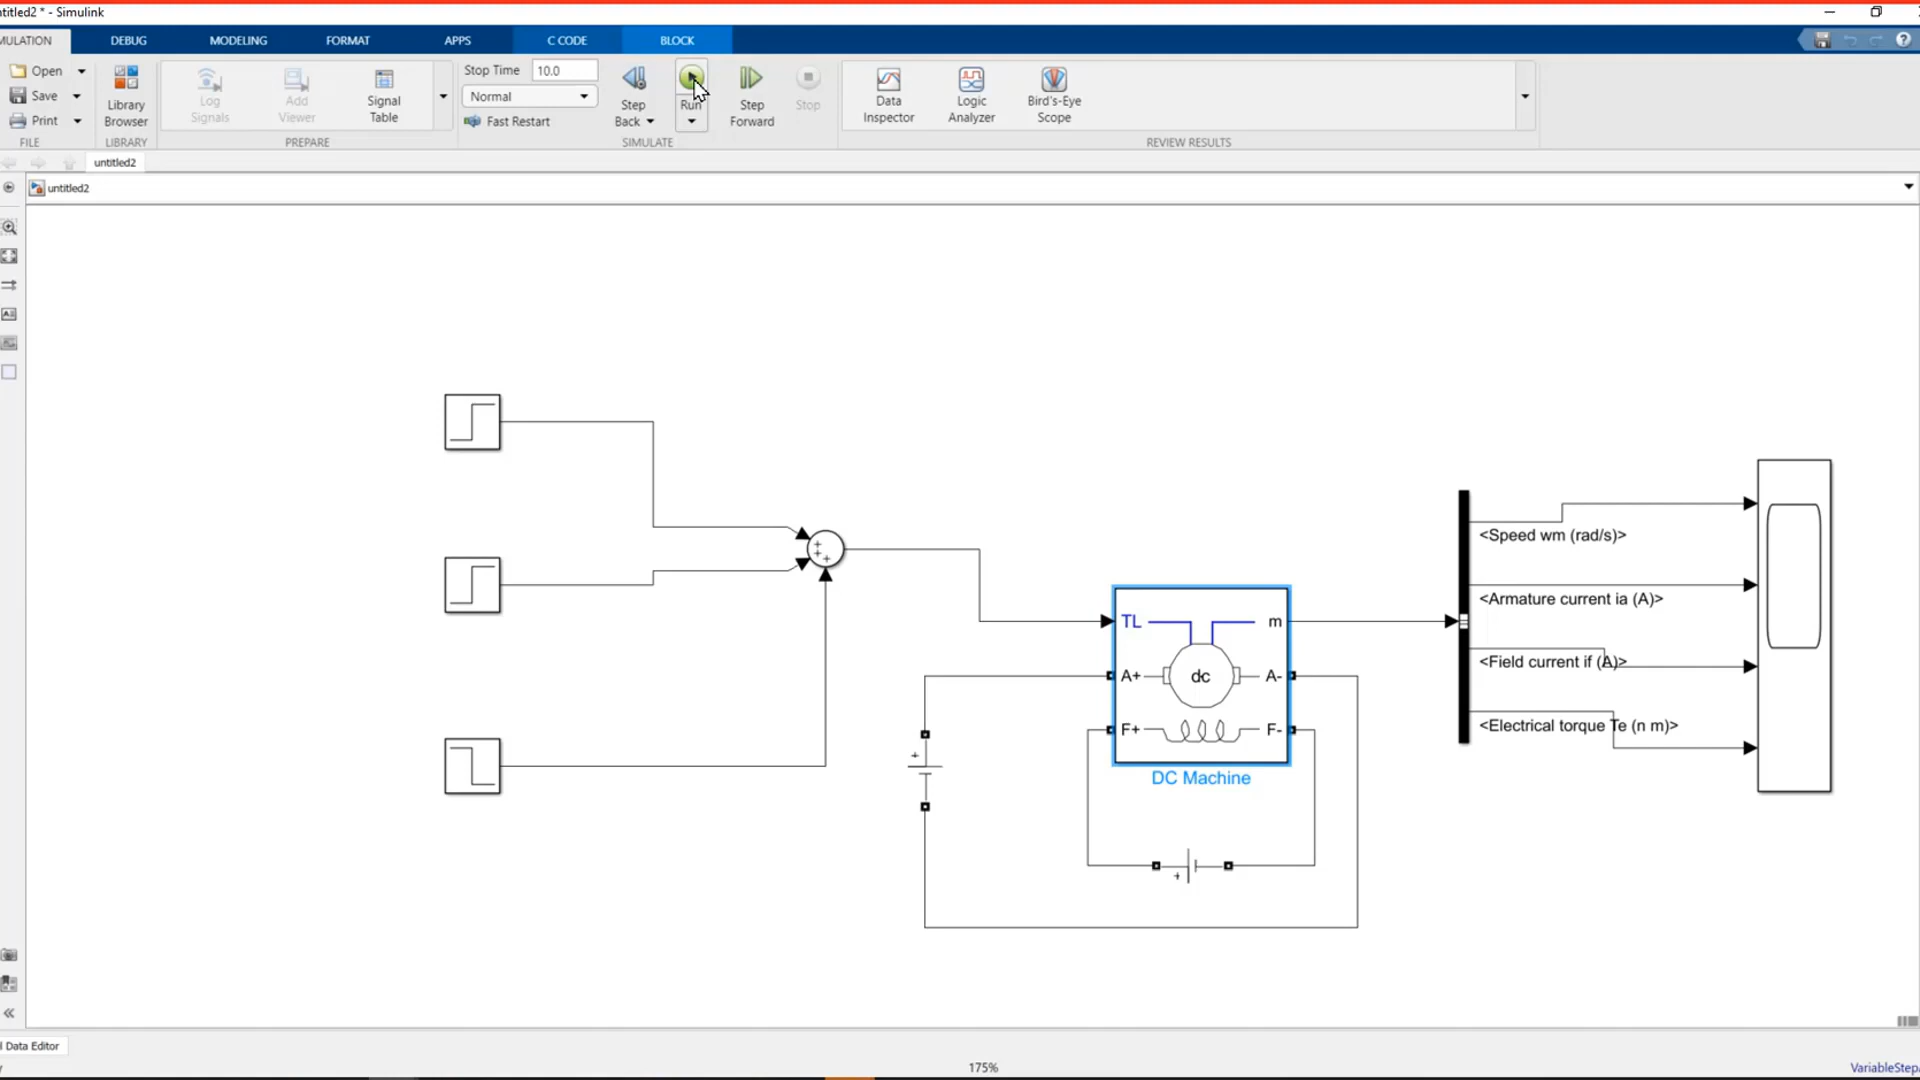 ntitled2 * - Simulink
MULATION DEBUG MODELING FORMAT APPS C CODE BLOCK
Open Save Print
FILE
Library Browser
LIBRARY
Log Signals
Add Viewer
Signal Table
PREPARE
Stop Time 10.0
Normal
Fast Restart
Step Back
Run
Step Forward
Stop
SIMULATE
Data Inspector
Logic Analyzer
Bird's-Eye Scope
REVIEW RESULTS
untitled2
untitled2
<Speed wm (rad/s)>
<Armature current ia (A)>
<Field current if (A)>
<Electrical torque Te (n m)>
TL m
A+ dc A-
F+ F-
DC Machine
+
+
+
+
+
l Data Editor
175%
VariableStep